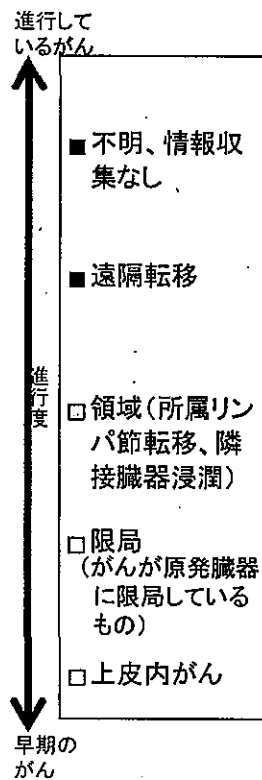 進行して
いるがん
■不明、情報収
集なし
■遠隔転移
進行度
□領域(所属リン
パ節転移、隣
接臓器浸潤)
□限局
(がんが原発臓器
に限局している
もの)
□上皮内がん
早期の
がん